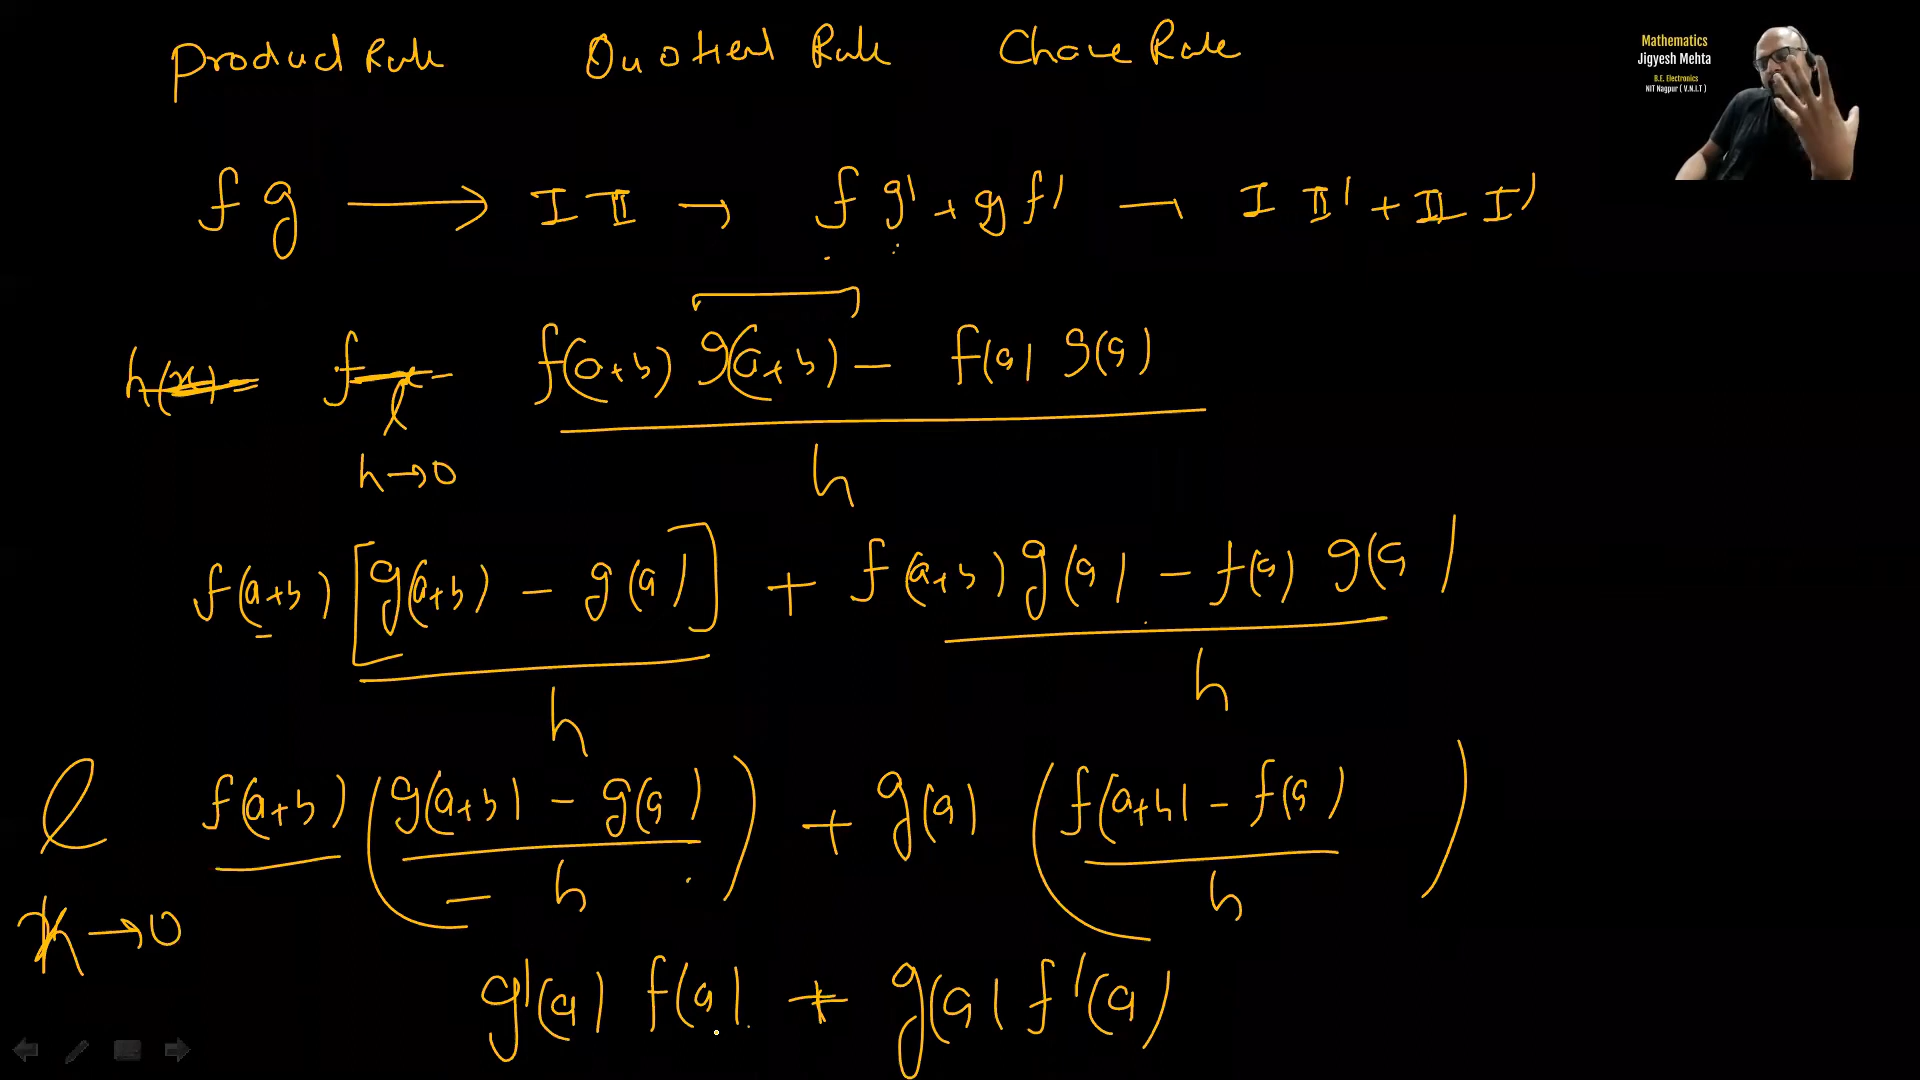 Product Rule Quotient Rule Chain Rule
Mathematics
Jigyesh Mehta
B.E. Electronics
NIT Nagpur ( V.N.I.T )
f g → I II → f g' + g f' → I II' + II I'
h(x) = f f(a+h) g(a+h) - f(a) g(a)
l
h→0 h
f(a+h) [g(a+h) - g(a)] + f(a+h) g(a) - f(a) g(a)
h h
l f(a+h) (g(a+h) - g(a)) + g(a) (f(a+h) - f(a))
h→0 h h
g'(a) f(a) + g(a) f'(a)